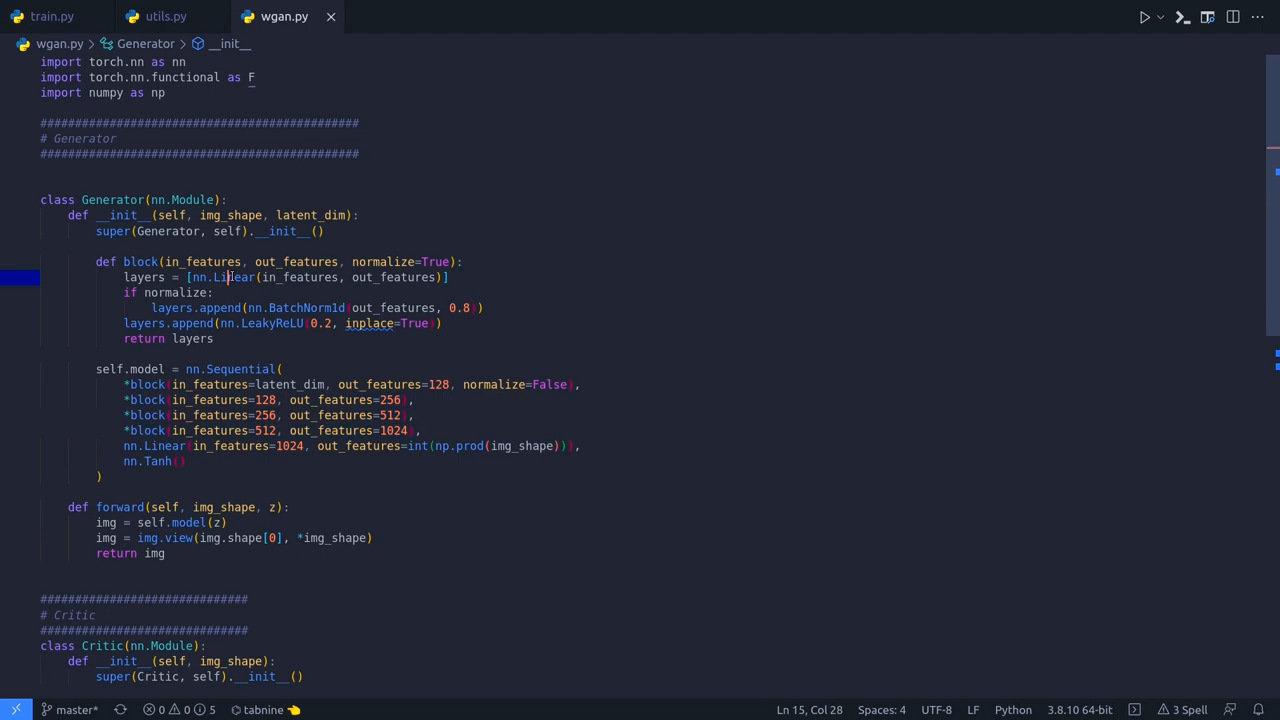 train.py utils.py wgan.py
wgan.py Generator __init__
import torch.nn as nn
import torch.nn.functional as F
import numpy as np
##############################################
# Generator
##############################################
class Generator(nn.Module):
    def __init__(self, img_shape, latent_dim):
        super(Generator, self).__init__()
        def block(in_features, out_features, normalize=True):
            layers = [nn.Linear(in_features, out_features)]
            if normalize:
                layers.append(nn.BatchNorm1d(out_features, 0.8))
            layers.append(nn.LeakyReLU(0.2, inplace=True))
            return layers
        self.model = nn.Sequential(
            *block(in_features=latent_dim, out_features=128, normalize=False),
            *block(in_features=128, out_features=256),
            *block(in_features=256, out_features=512),
            *block(in_features=512, out_features=1024),
            nn.Linear(in_features=1024, out_features=int(np.prod(img_shape))),
            nn.Tanh()
        )
    def forward(self, img_shape, z):
        img = self.model(z)
        img = img.view(img.shape[0], *img_shape)
        return img
##############################
# Critic
##############################
class Critic(nn.Module):
    def __init__(self, img_shape):
        super(Critic, self).__init__()
master* 0 0 5 tabnine 👈 Ln 15, Col 28 Spaces: 4 UTF-8 LF Python 3.8.10 64-bit 3 Spell